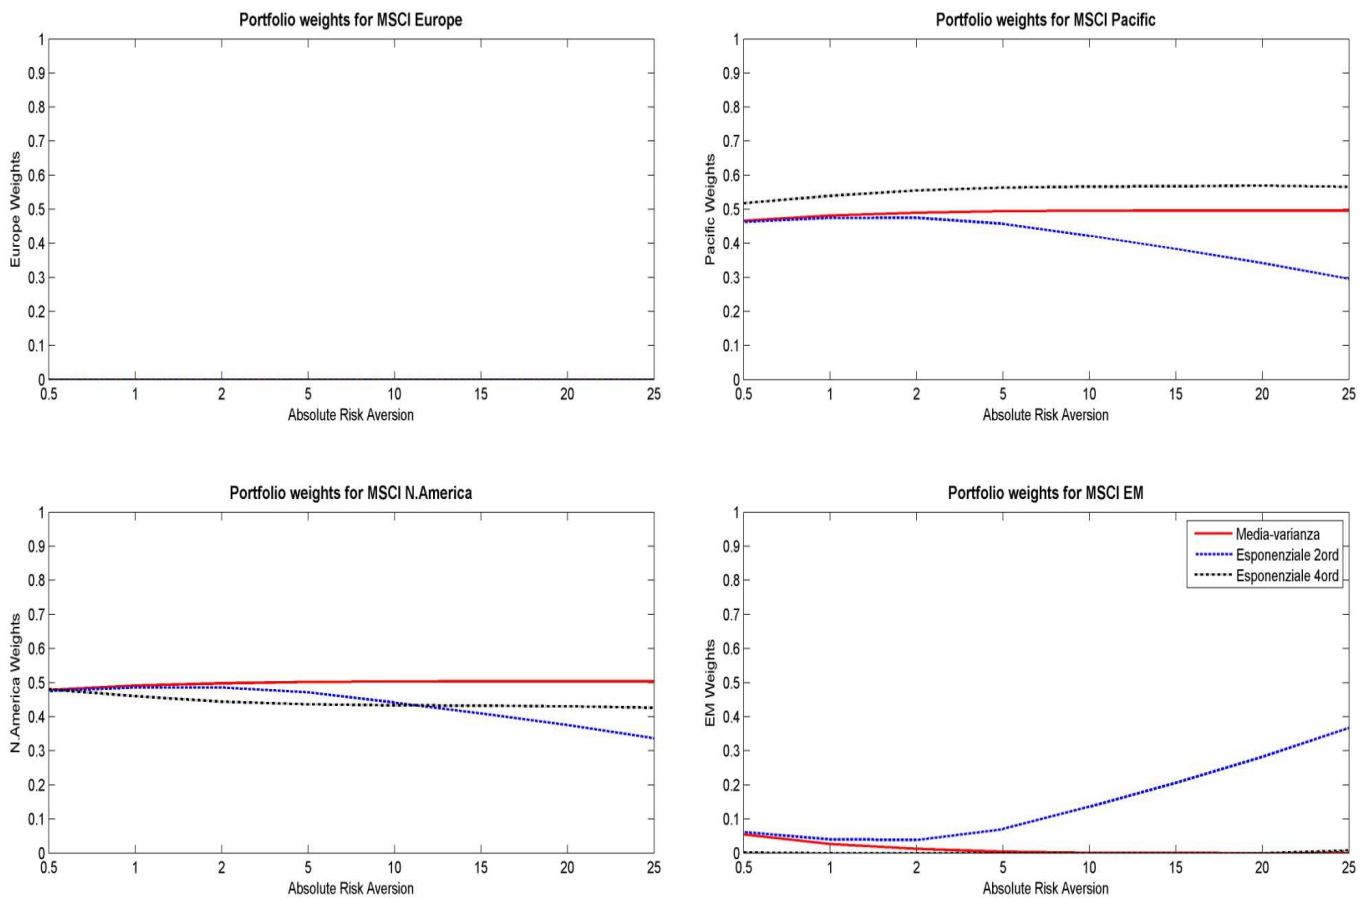 Portfolio weights for MSCI Europe
1
0.9
0.8
0.7
0.6
0.5
0.4
0.3
0.2
0.1
0
Europe Weights
0.5 1 2 5 10 15 20 25
Absolute Risk Aversion
Portfolio weights for MSCI Pacific
1
0.9
0.8
0.7
0.6
0.5
0.4
0.3
0.2
0.1
0
Pacific Weights
0.5 1 2 5 10 15 20 25
Absolute Risk Aversion
Portfolio weights for MSCI N.America
1
0.9
0.8
0.7
0.6
0.5
0.4
0.3
0.2
0.1
0
N.America Weights
0.5 1 2 5 10 15 20 25
Absolute Risk Aversion
Portfolio weights for MSCI EM
1
0.9
0.8
0.7
0.6
0.5
0.4
0.3
0.2
0.1
0
EM Weights
Media-varianza
Esponenziale 2ord
Esponenziale 4ord
0.5 1 2 5 10 15 20 25
Absolute Risk Aversion